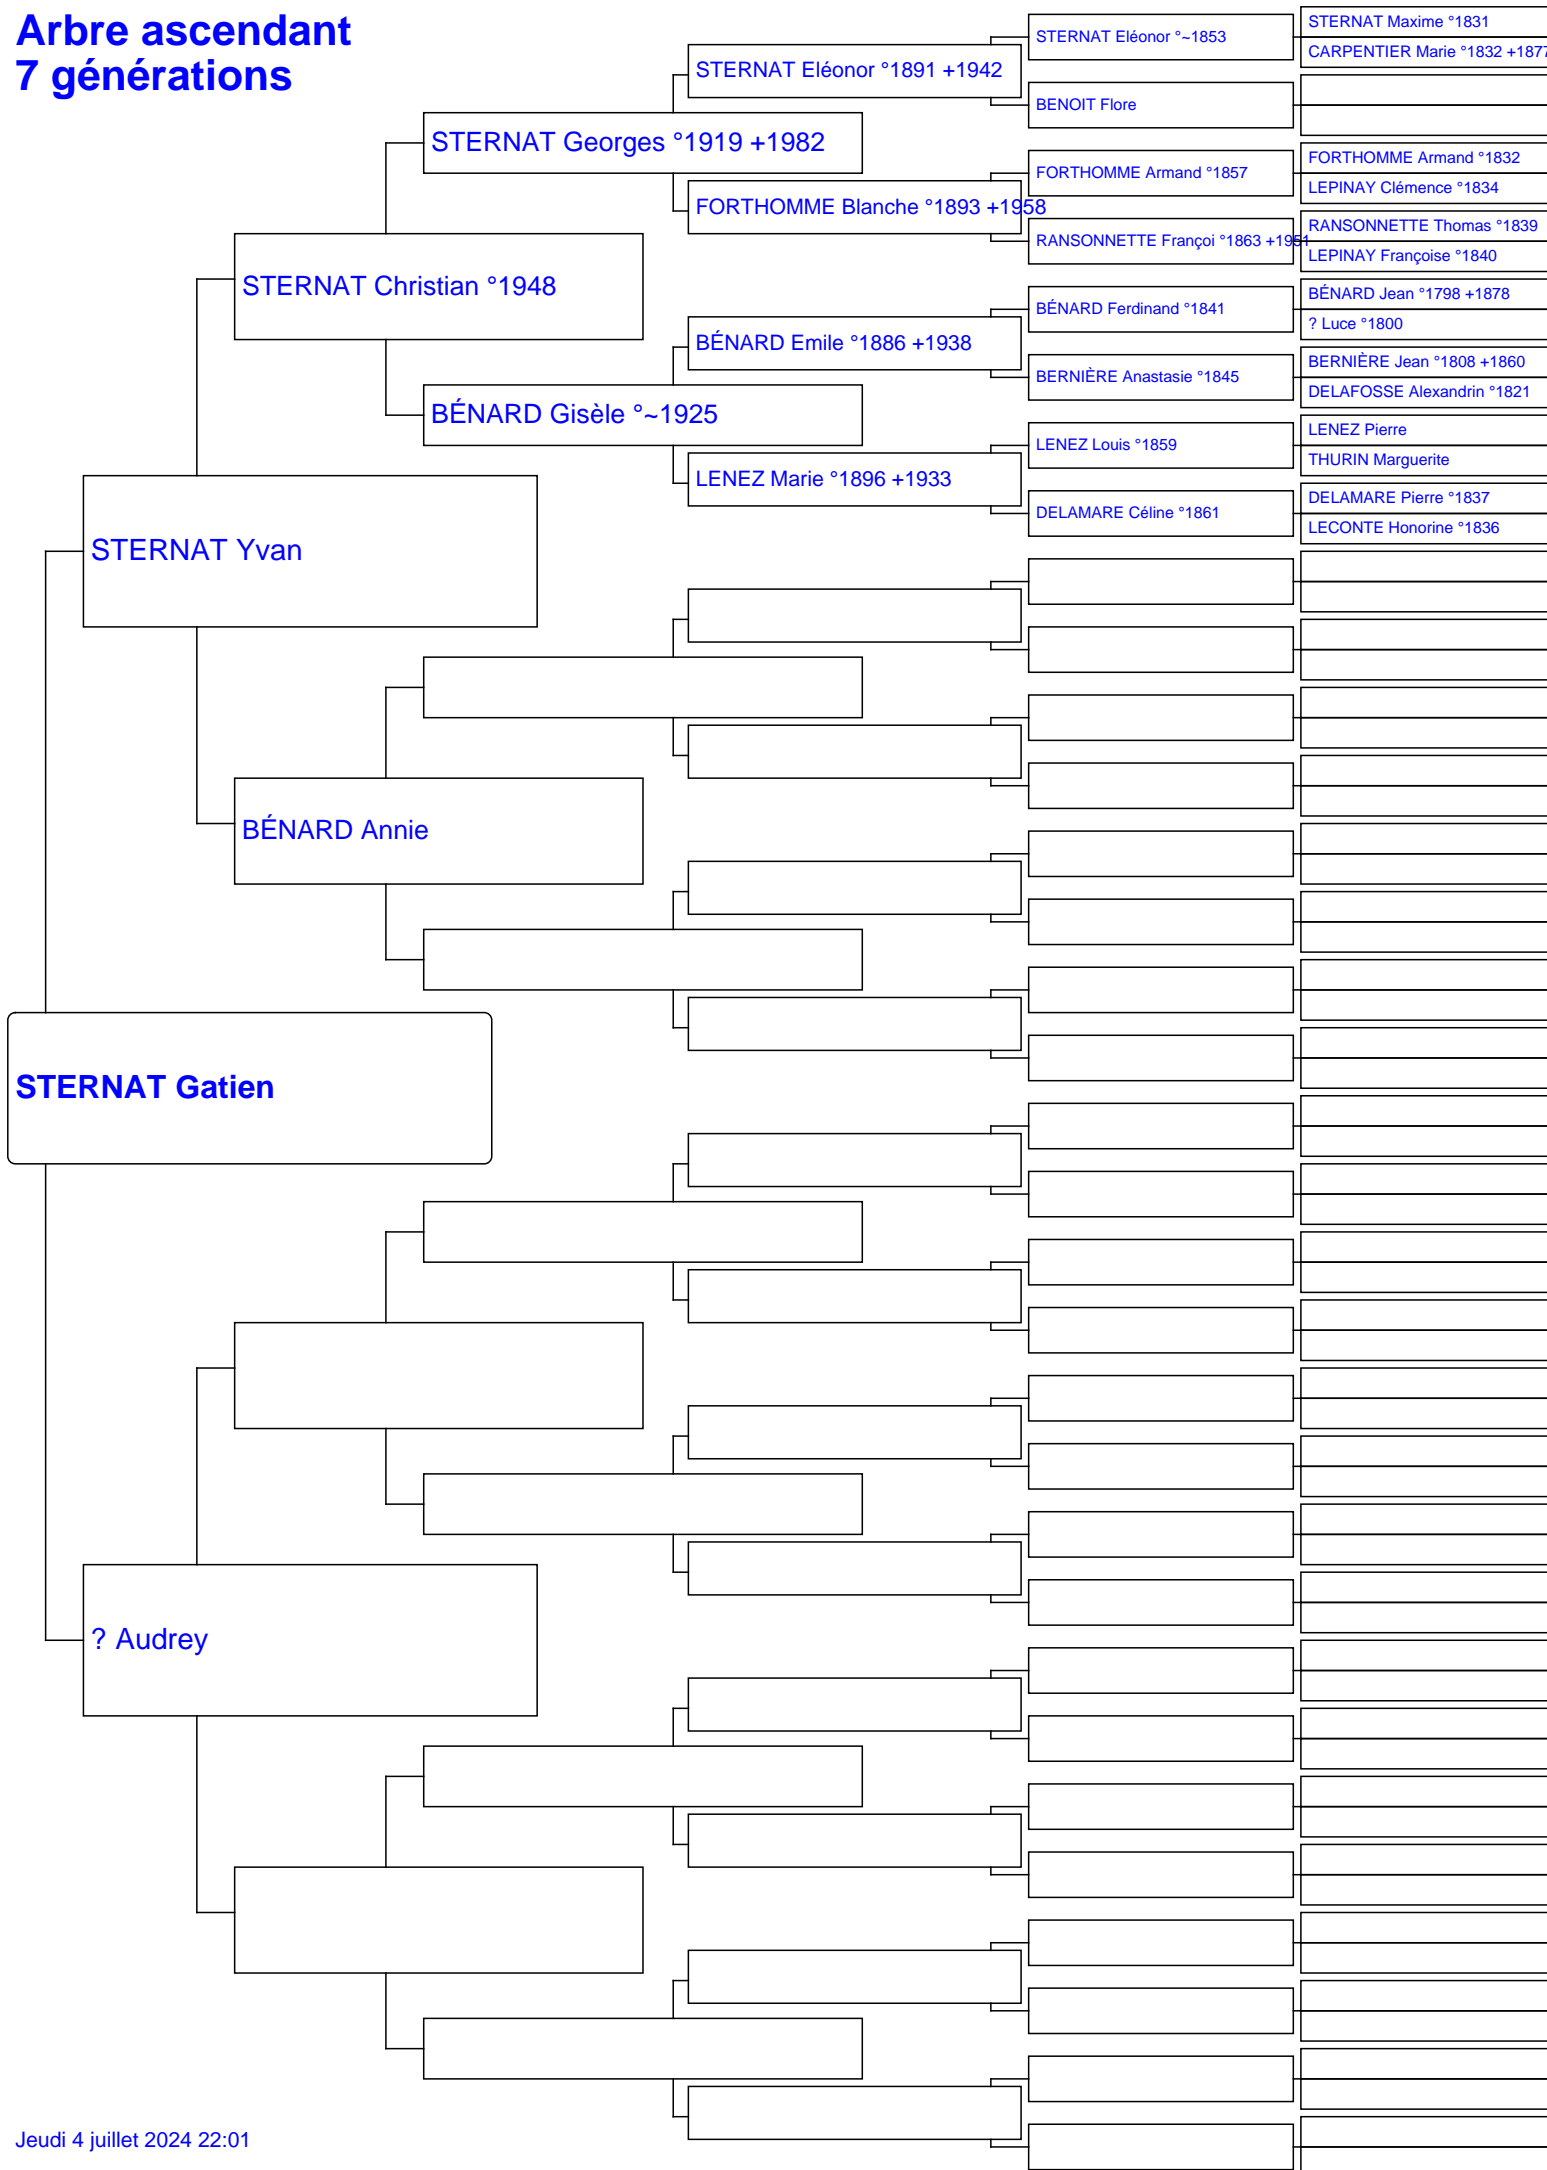 Arbre ascendant
7 générations
STERNAT Gatien
STERNAT Yvan
? Audrey
STERNAT Christian °1948
BÉNARD Annie
STERNAT Georges °1919 +1982
BÉNARD Gisèle °~1925
STERNAT Eléonor °1891 +1942
FORTHOMME Blanche °1893 +1958
BÉNARD Emile °1886 +1938
LENEZ Marie °1896 +1933
STERNAT Eléonor °~1853
BENOIT Flore
FORTHOMME Armand °1857
RANSONNETTE Françoi °1863 +1951
BÉNARD Ferdinand °1841
BERNIÈRE Anastasie °1845
LENEZ Louis °1859
DELAMARE Céline °1861
STERNAT Maxime °1831
CARPENTIER Marie °1832 +1877
FORTHOMME Armand °1832
LEPINAY Clémence °1834
RANSONNETTE Thomas °1839
LEPINAY Françoise °1840
BÉNARD Jean °1798 +1878
? Luce °1800
BERNIÈRE Jean °1808 +1860
DELAFOSSE Alexandrin °1821
LENEZ Pierre
THURIN Marguerite
DELAMARE Pierre °1837
LECONTE Honorine °1836
Jeudi 4 juillet 2024 22:01